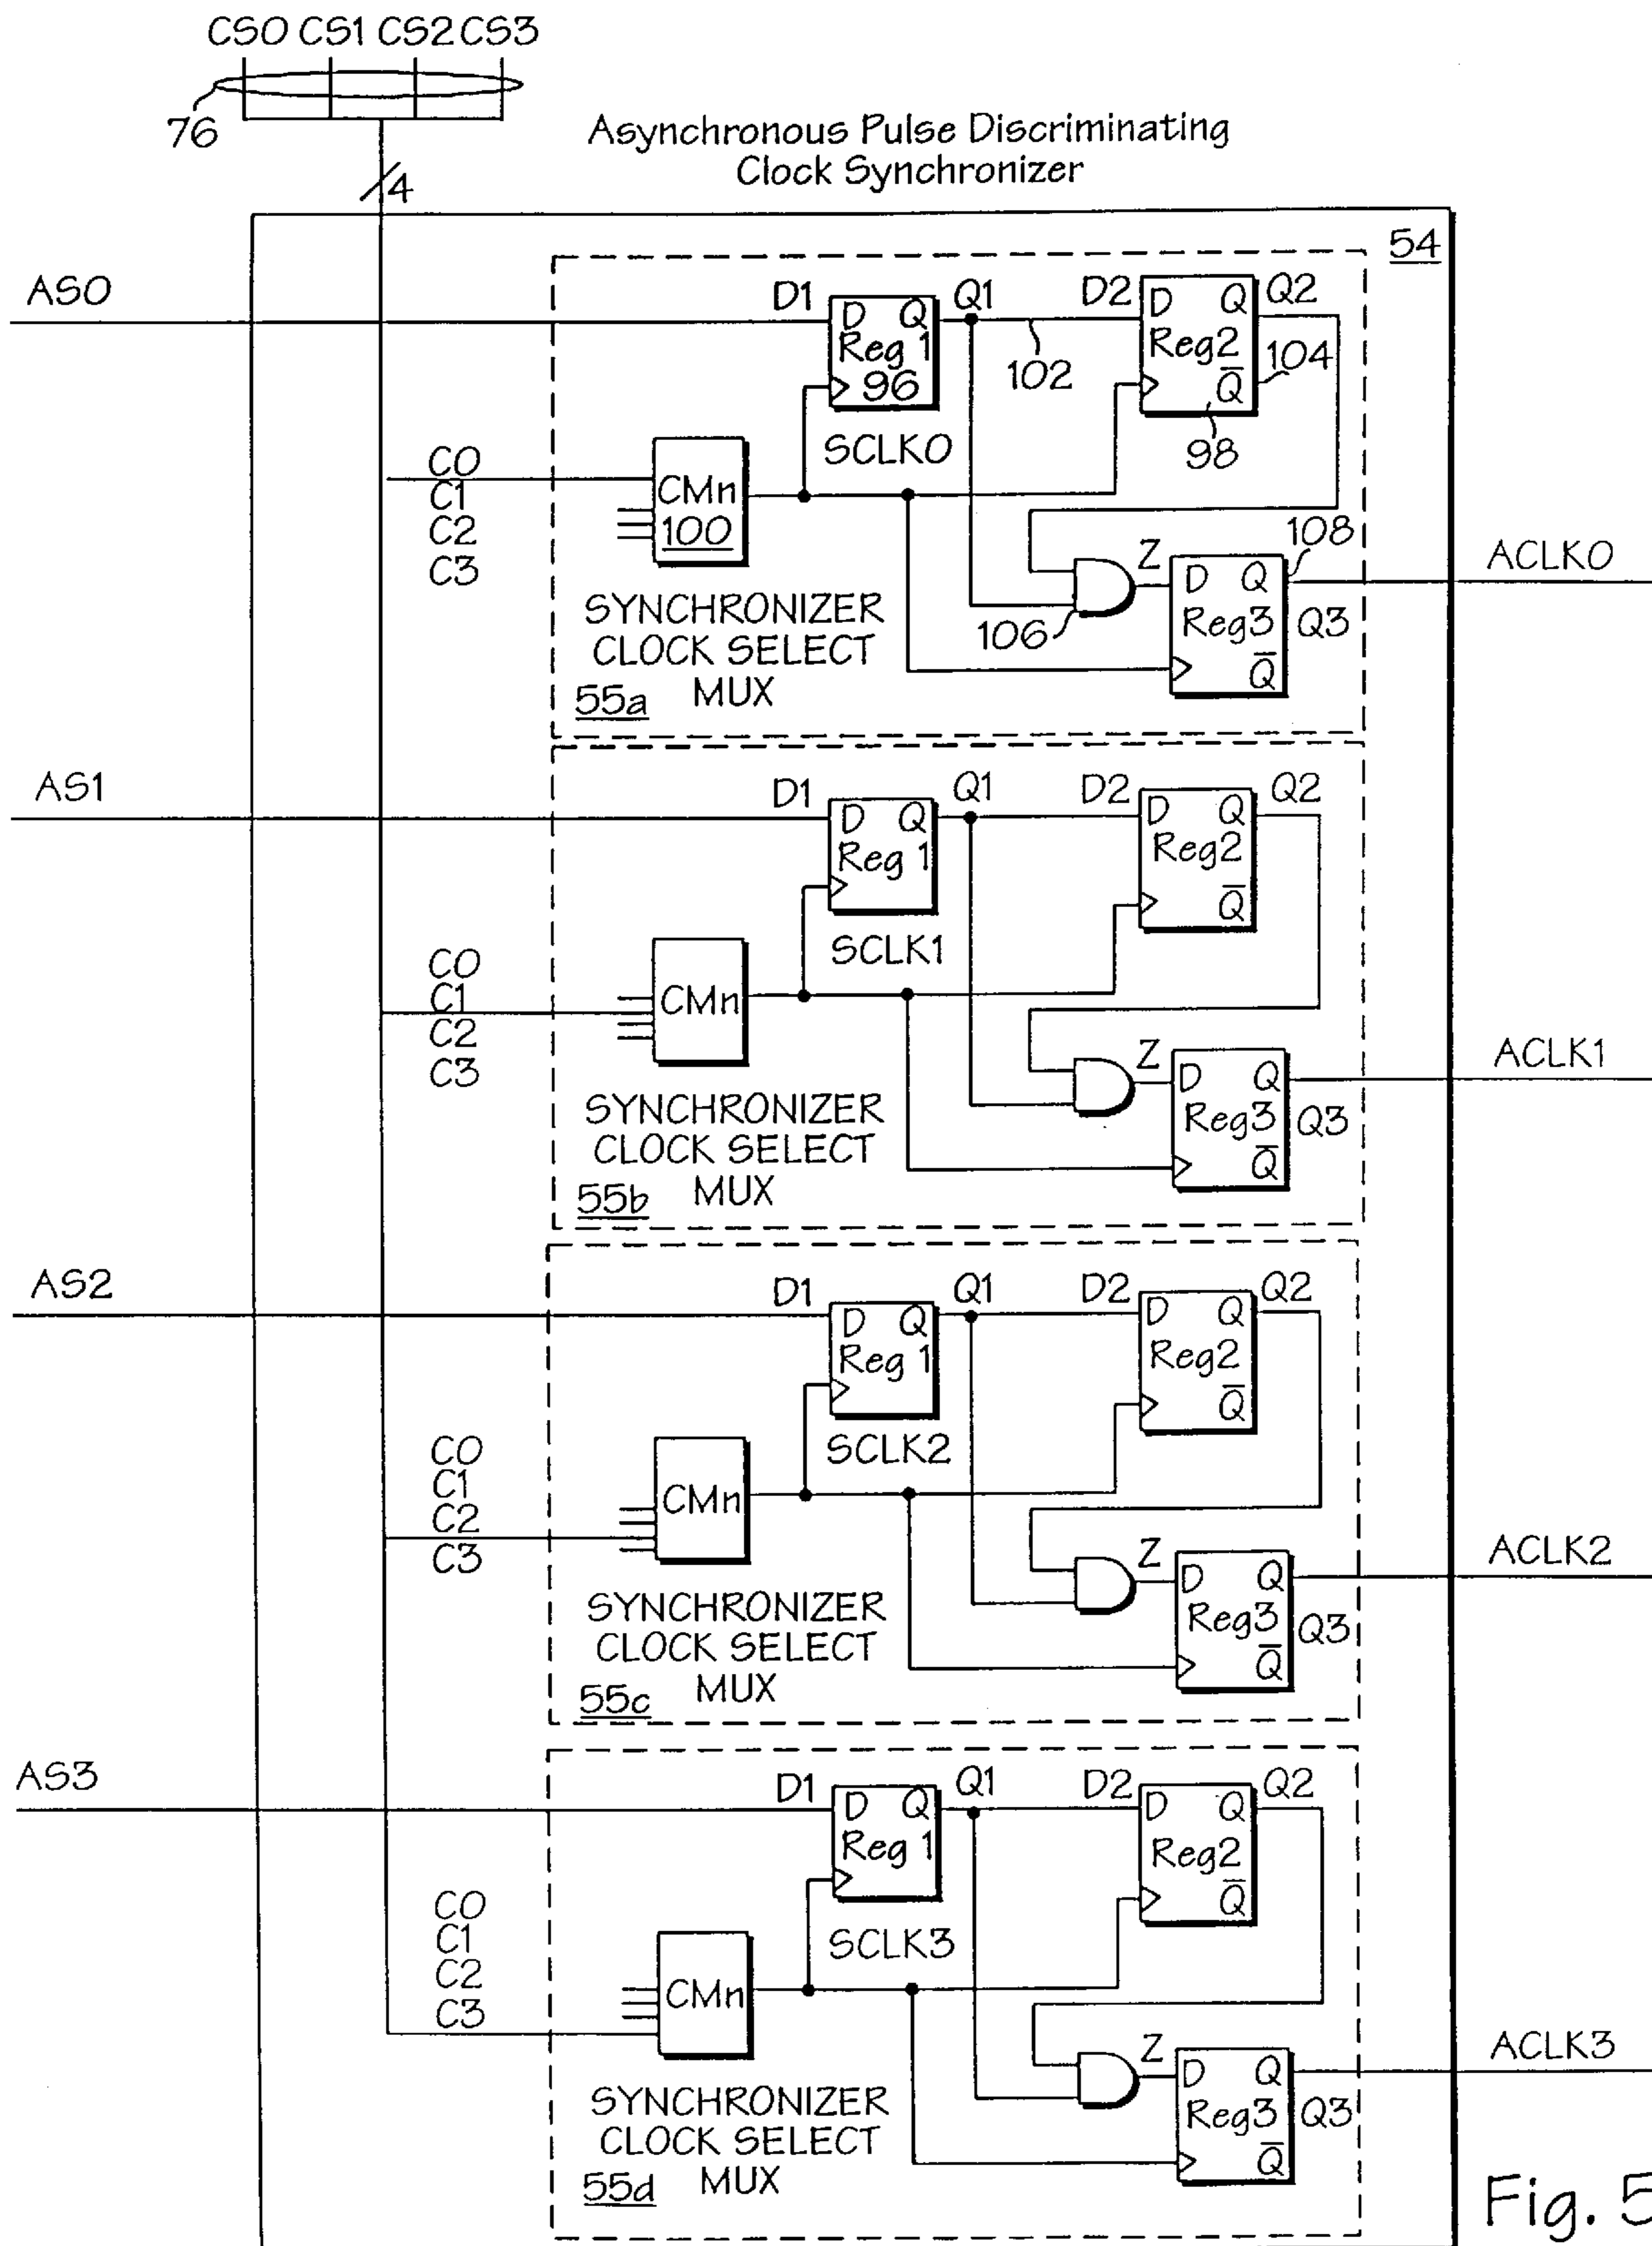 CS0 CS1 CS2 CS3
76
4
Asynchronous Pulse Discriminating
Clock Synchronizer
54
AS0
D1
D Q
Reg 1
96
Q1
102
D2
D Q
Reg2
Q̅
Q2
104
98
SCLK0
C0
C1
C2
C3
CMn
100
SYNCHRONIZER
CLOCK SELECT
MUX
55a
106
Z
D Q
Reg3
Q̅
108
Q3
ACLK0
AS1
D1
D Q
Reg 1
Q1
D2
D Q
Reg2
Q̅
Q2
SCLK1
C0
C1
C2
C3
CMn
SYNCHRONIZER
CLOCK SELECT
MUX
55b
Z
D Q
Reg3
Q̅
Q3
ACLK1
AS2
D1
D Q
Reg 1
Q1
D2
D Q
Reg2
Q̅
Q2
SCLK2
C0
C1
C2
C3
CMn
SYNCHRONIZER
CLOCK SELECT
MUX
55c
Z
D Q
Reg3
Q̅
Q3
ACLK2
AS3
D1
D Q
Reg 1
Q1
D2
D Q
Reg2
Q̅
Q2
SCLK3
C0
C1
C2
C3
CMn
SYNCHRONIZER
CLOCK SELECT
MUX
55d
Z
D Q
Reg3
Q̅
Q3
ACLK3
Fig. 5